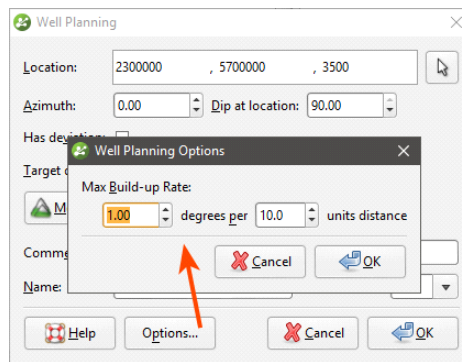 Well Planning
Location: 2300000 , 5700000 , 3500
Azimuth: 0.00 Dip at location: 90.00
Has deviation:
Well Planning Options
Target
Max Build-up Rate:
1.00 degrees per 10.0 units distance
Comme
Cancel OK
Name:
Help Options... Cancel OK